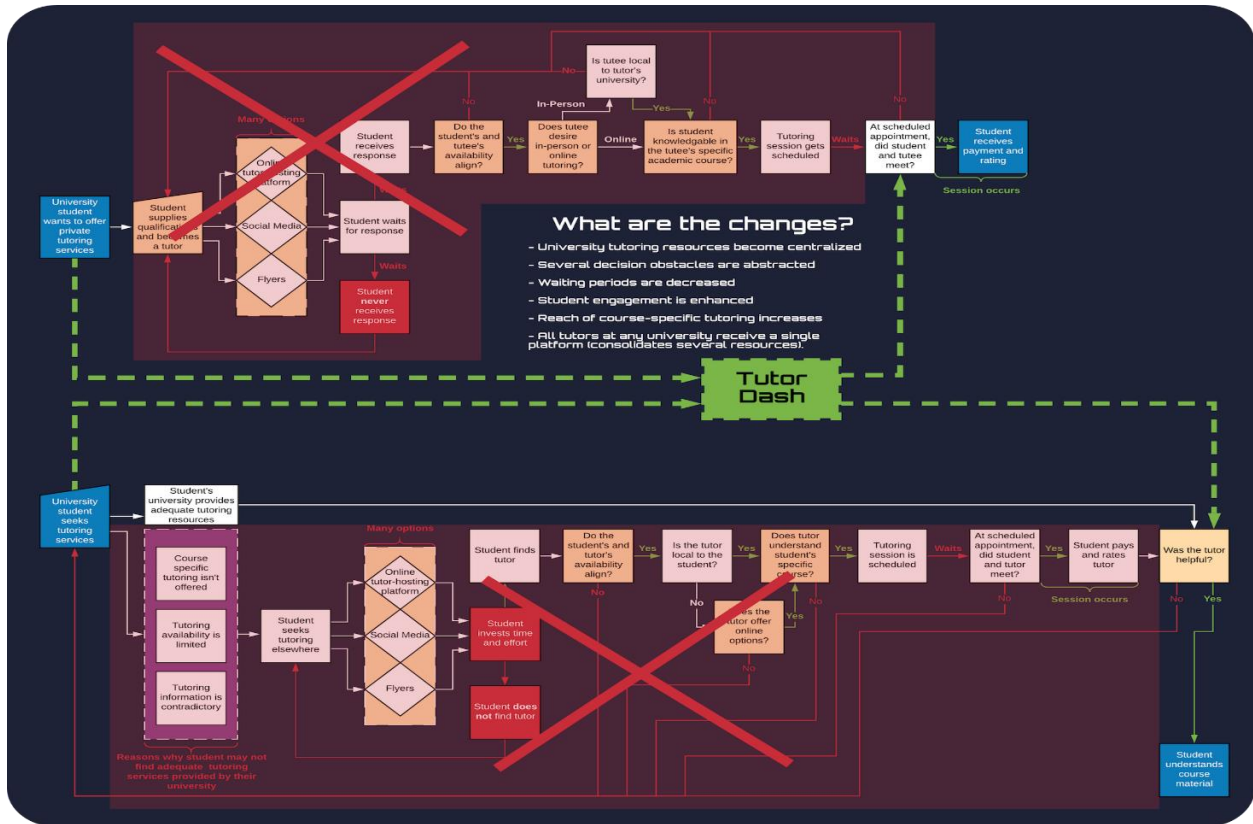 Is tutee local
to tutor's
university?
No
No
No
No
In-Person
Yes
Many options
Student
receives
response
Do the
student's and
tutee's
availability
align?
Yes
Does tutee
desire
in-person or
online
tutoring?
Online
Is student
knowledgable in
the tutee's specific
academic course?
Yes
Tutoring
session gets
scheduled
Waits
At scheduled
appointment,
did student
and tutee
meet?
Yes
Student
receives
payment and
rating
Session occurs
Online
tutor-hosting
platform
University
student
wants to offer
private
tutoring
services
Student
supplies
qualifications
and becomes
a tutor
Social Media
Student waits
for response
Flyers
Waits
Student
never
receives
response
What are the changes?
- University tutoring resources become centralized
- Several decision obstacles are abstracted
- Waiting periods are decreased
- Student engagement is enhanced
- Reach of course-specific tutoring increases
- All tutors at any university receive a single
platform (consolidates several resources).
Tutor
Dash
University
student
seeks
tutoring
services
Student's
university provides
adequate tutoring
resources
Course
specific
tutoring isn't
offered
Tutoring
availability is
limited
Tutoring
information is
contradictory
Reasons why student may not
find adequate tutoring
services provided by their
university
Student
seeks
tutoring
elsewhere
Many options
Online
tutor-hosting
platform
Social Media
Flyers
Student finds
tutor
Student
invests time
and effort
Student does
not find tutor
Do the
student's and
tutor's
availability
align?
Yes
No
Is the tutor
local to the
student?
Yes
No
Does the
tutor offer
online
options?
Yes
No
Does tutor
understand
student's
specific
course?
Yes
No
Tutoring
session is
scheduled
Waits
At scheduled
appointment,
did student
and tutor
meet?
Yes
No
Student pays
and rates
tutor
Session occurs
Was the tutor
helpful?
No
Yes
Student
understands
course
material